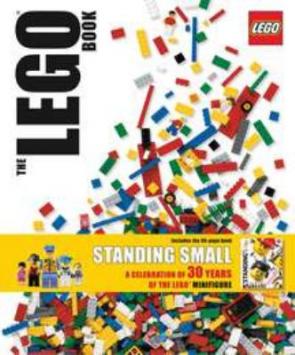 THE
LEGO
BOOK
LEGO
Includes the 96-page book
STANDING SMALL
A CELEBRATION OF 30 YEARS
OF THE LEGO® MINIFIGURE
STANDING